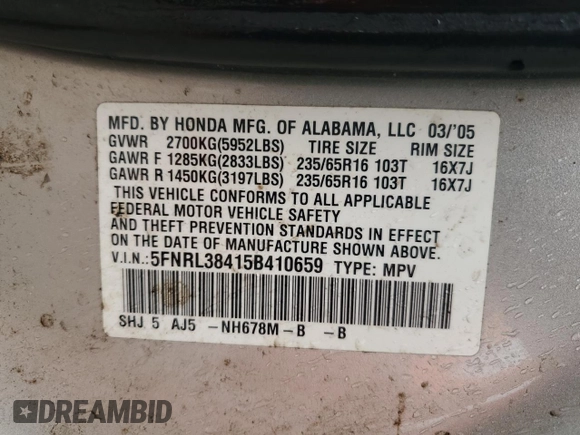 MFD. BY HONDA MFG. OF ALABAMA, LLC 03/'05
GVWR 2700KG(5952LBS) TIRE SIZE RIM SIZE
GAWR F 1285KG(2833LBS) 235/65R16 103T 16X7J
GAWR R 1450KG(3197LBS) 235/65R16 103T 16X7J
THIS VEHICLE CONFORMS TO ALL APPLICABLE
FEDERAL MOTOR VEHICLE SAFETY
AND THEFT PREVENTION STANDARDS IN EFFECT
ON THE DATE OF MANUFACTURE SHOWN ABOVE.
V.I.N.:5FNRL38415B410659 TYPE: MPV
SHJ 5 AJ5 -NH678M-B -B
DREAMBID